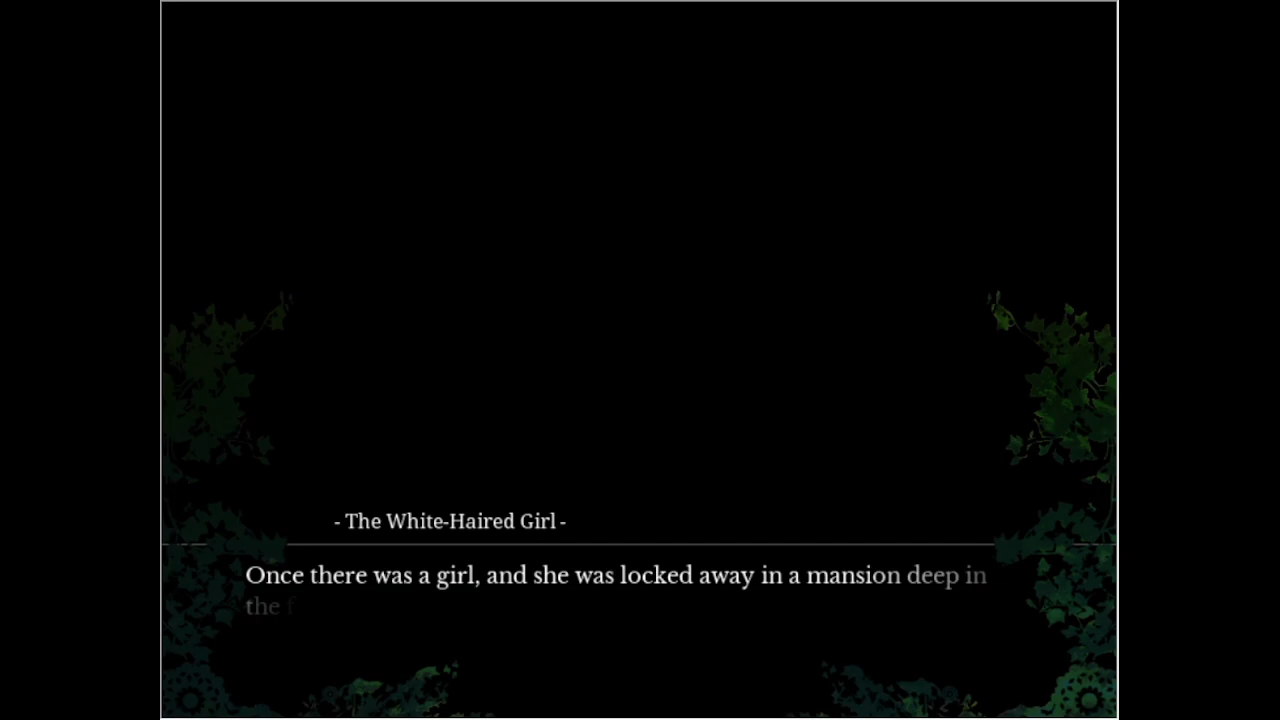 - The White-Haired Girl -
Once there was a girl, and she was locked away in a mansion deep in
the f